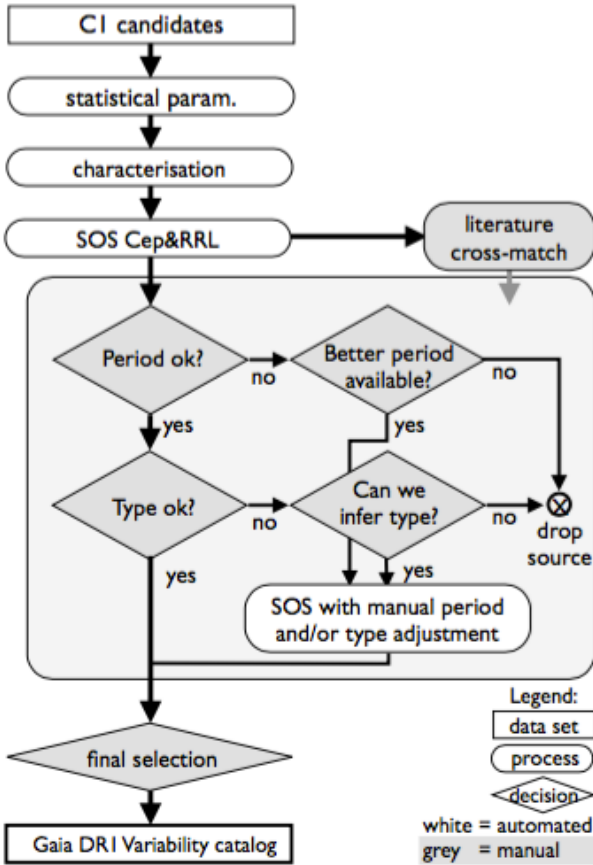 C1 candidates
statistical param.
characterisation
SOS Cep&RRL
literature
cross-match
Period ok?
no
Better period
available?
no
yes
yes
Type ok?
no
Can we
infer type?
no
drop
source
yes
yes
SOS with manual period
and/or type adjustment
final selection
Gaia DR1 Variability catalog
Legend:
data set
process
decision
white = automated
grey = manual